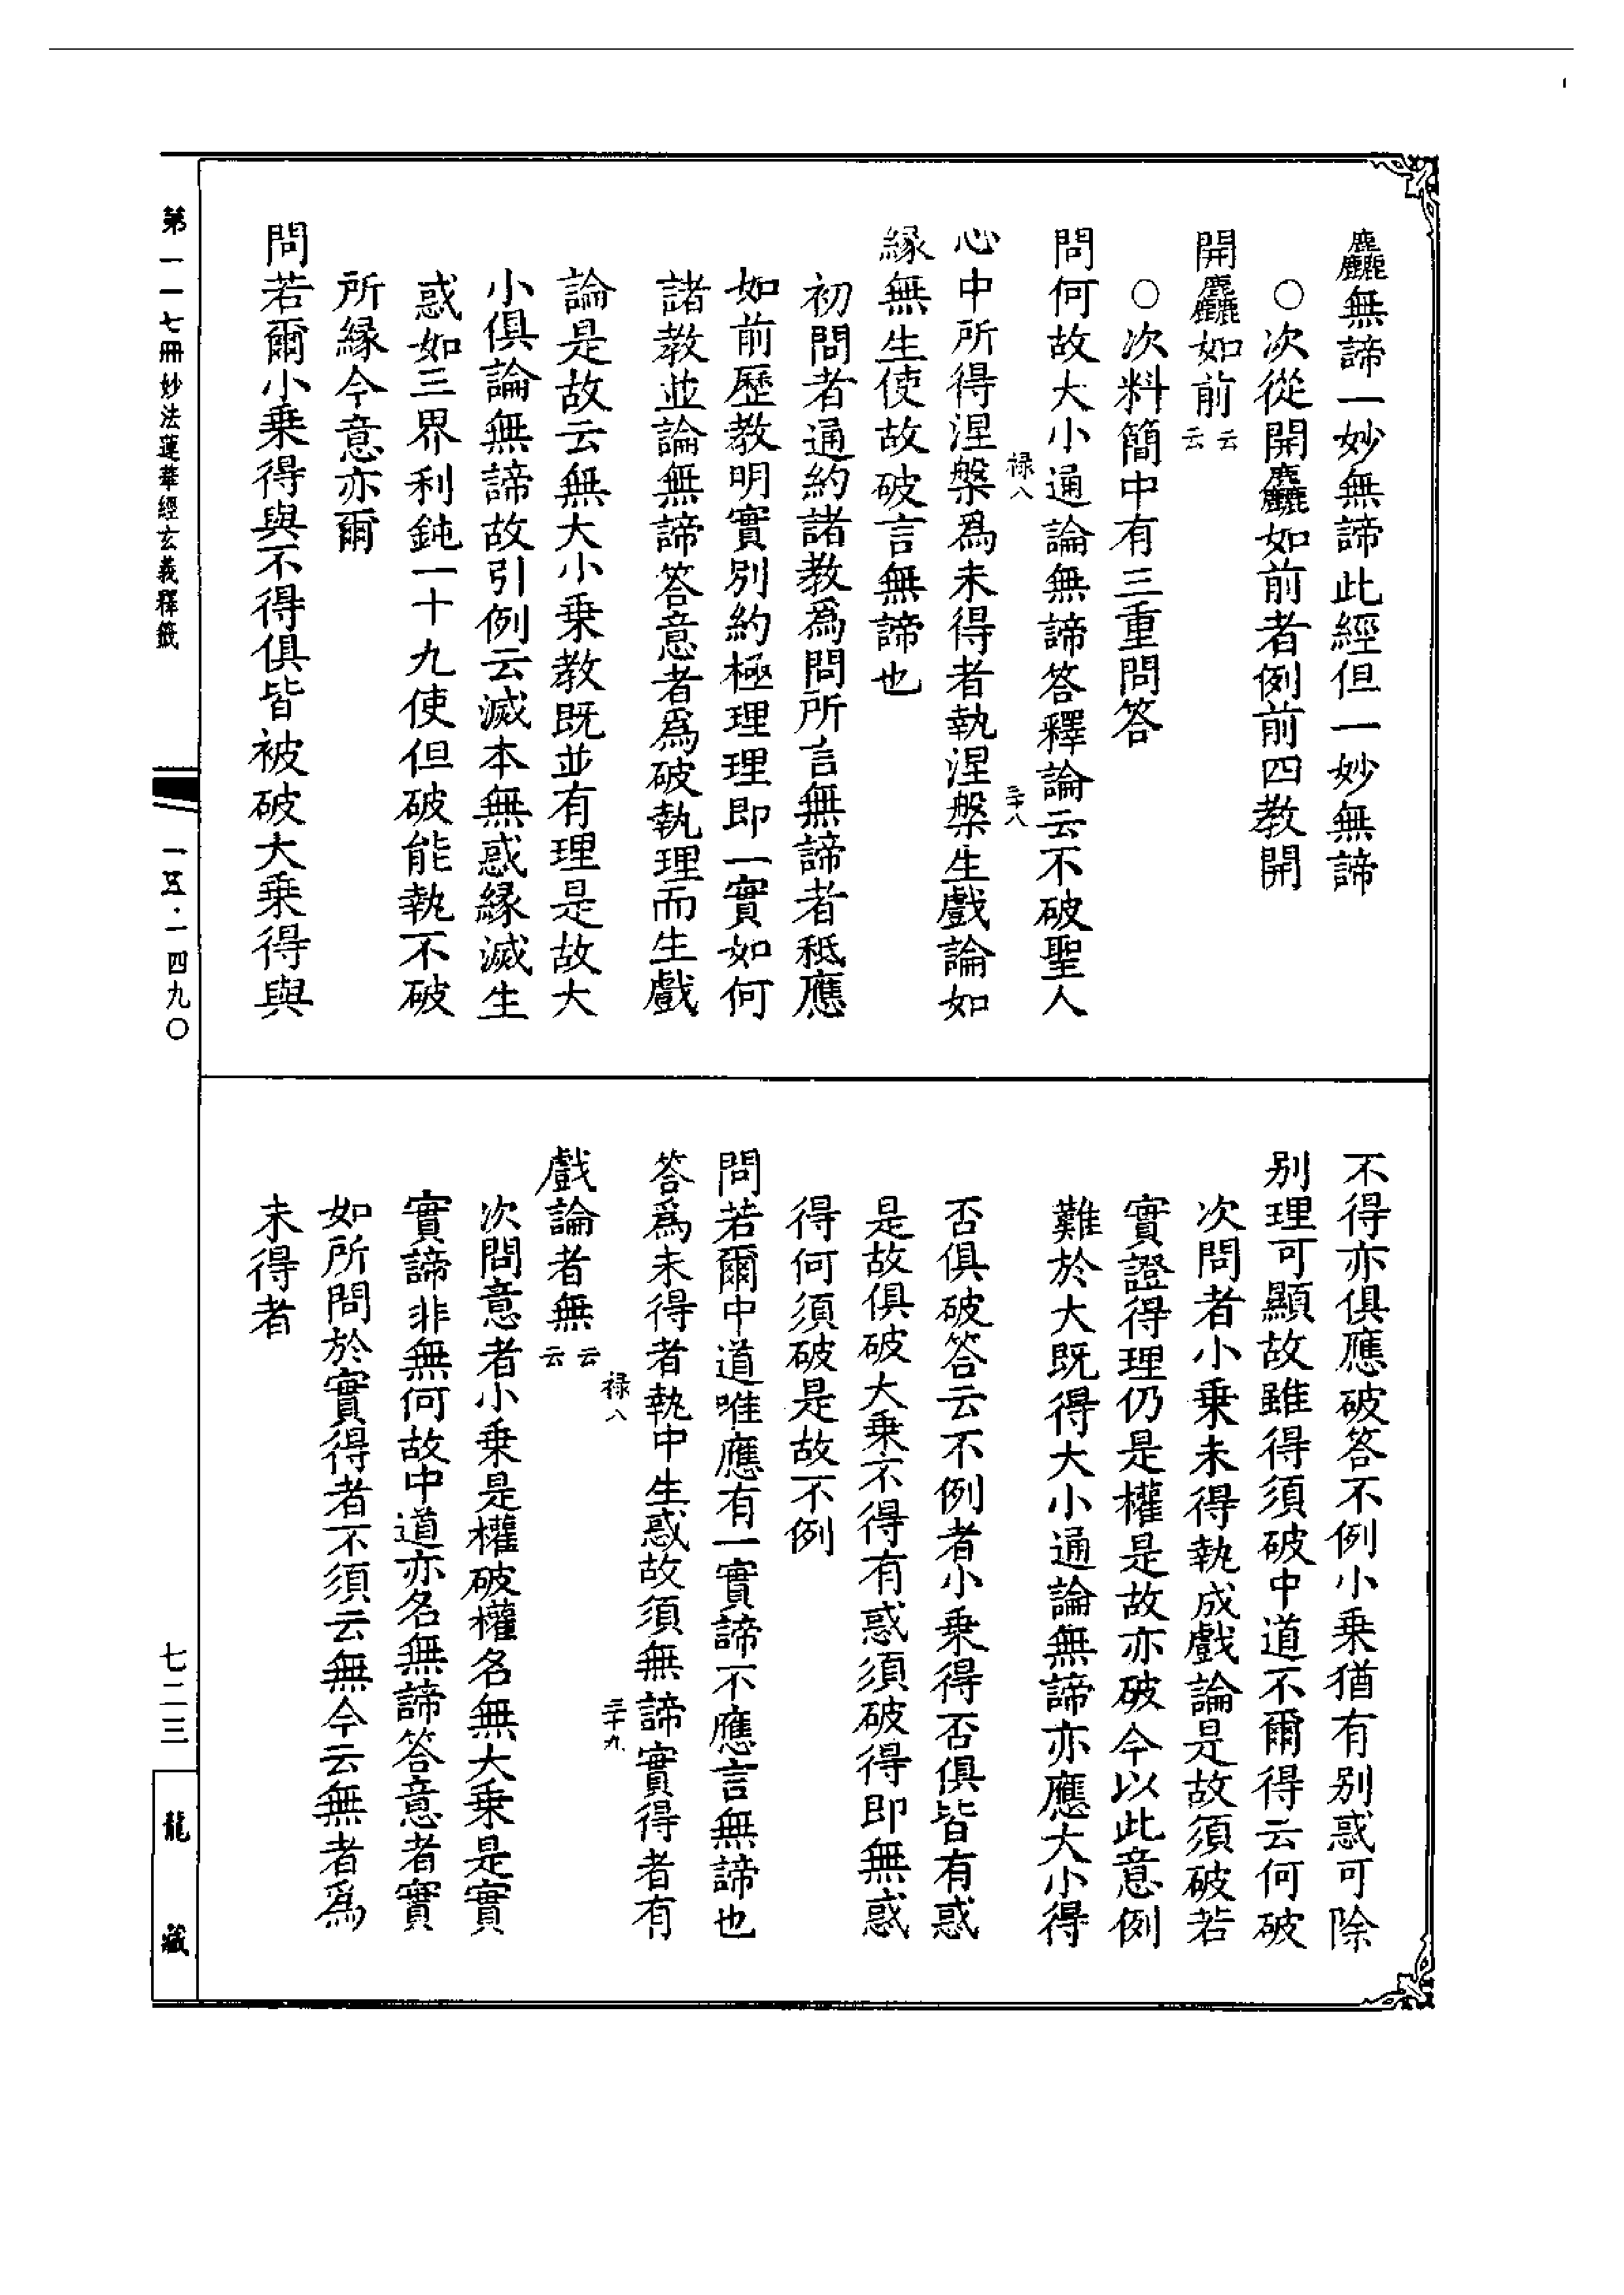 麤無諦一妙無諦此經但一妙無諦
○次從開麤如前者例前四教開
開麤如前云云
○次料簡中有三重問答
問何故大小通論無諦答釋論云不破聖人
禄八
三十八
心中所得涅槃爲未得者執涅槃生戲論如
緣無生使故破言無諦也
初問者通約諸教爲問所言無諦者秪應
如前歷教明實別約極理理即一實如何
諸教並論無諦答意者爲破執理而生戲
論是故云無大小乗教既並有理是故大
小俱論無諦故引例云滅本無惑緣滅生
惑如三界利鈍一十九使但破能執不破
所緣今意亦爾
問若爾小乗得與不得俱皆被破大乗得與
不得亦俱應破答不例小乗猶有別惑可除
別理可顯故雖得須破中道不爾得云何破
次問者小乗未得執成戲論是故須破若
實證得理仍是權是故亦破今以此意例
難於大既得大小通論無諦亦應大小得
否俱破答云不例者小乗得否俱皆有惑
是故俱破大乗不得有惑須破得即無惑
得何須破是故不例
問若爾中道唯應有一實諦不應言無諦也
答爲未得者執中生惑故須無諦實得者有
禄八
三十九
戲論者無云云
次問意者小乗是權破權名無大乗是實
實諦非無何故中道亦名無諦答意者實
如所問於實得者不須云無今云無者爲
未得者
第一一七冊 妙法蓮華經玄義釋籤
一五·一四九〇
七二三
龍藏